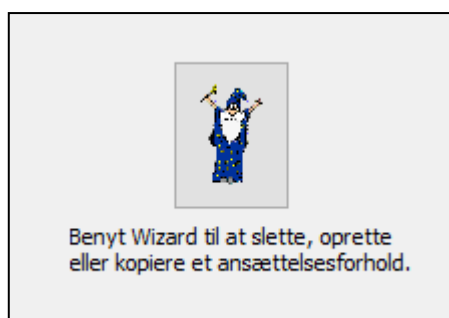 Benyt Wizard til at slette, oprette
eller kopiere et ansættelsesforhold.